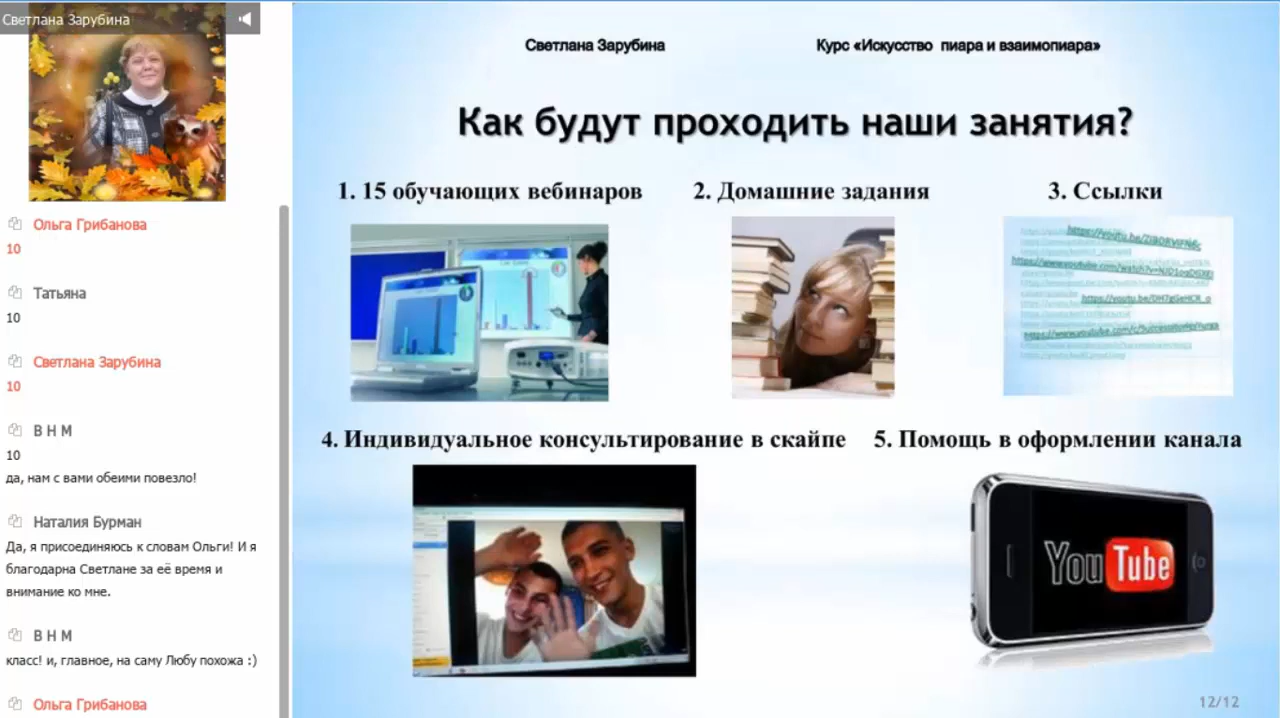 Светлана Зарубина
Ольга Грибанова
10
Татьяна
10
Светлана Зарубина
10
В Н М
10
да, нам с вами обеими повезло!
Наталия Бурман
Да, я присоединяюсь к словам Ольги! И я
благодарна Светлане за её время и
внимание ко мне.
В Н М
класс! и, главное, на саму Любу похожа :)
Ольга Грибанова
Светлана Зарубина
Курс «Искусство пиара и взаимопиара»
Как будут проходить наши занятия?
1. 15 обучающих вебинаров
2. Домашние задания
3. Ссылки
4. Индивидуальное консультирование в скайпе
5. Помощь в оформлении канала
YouTube
12/12